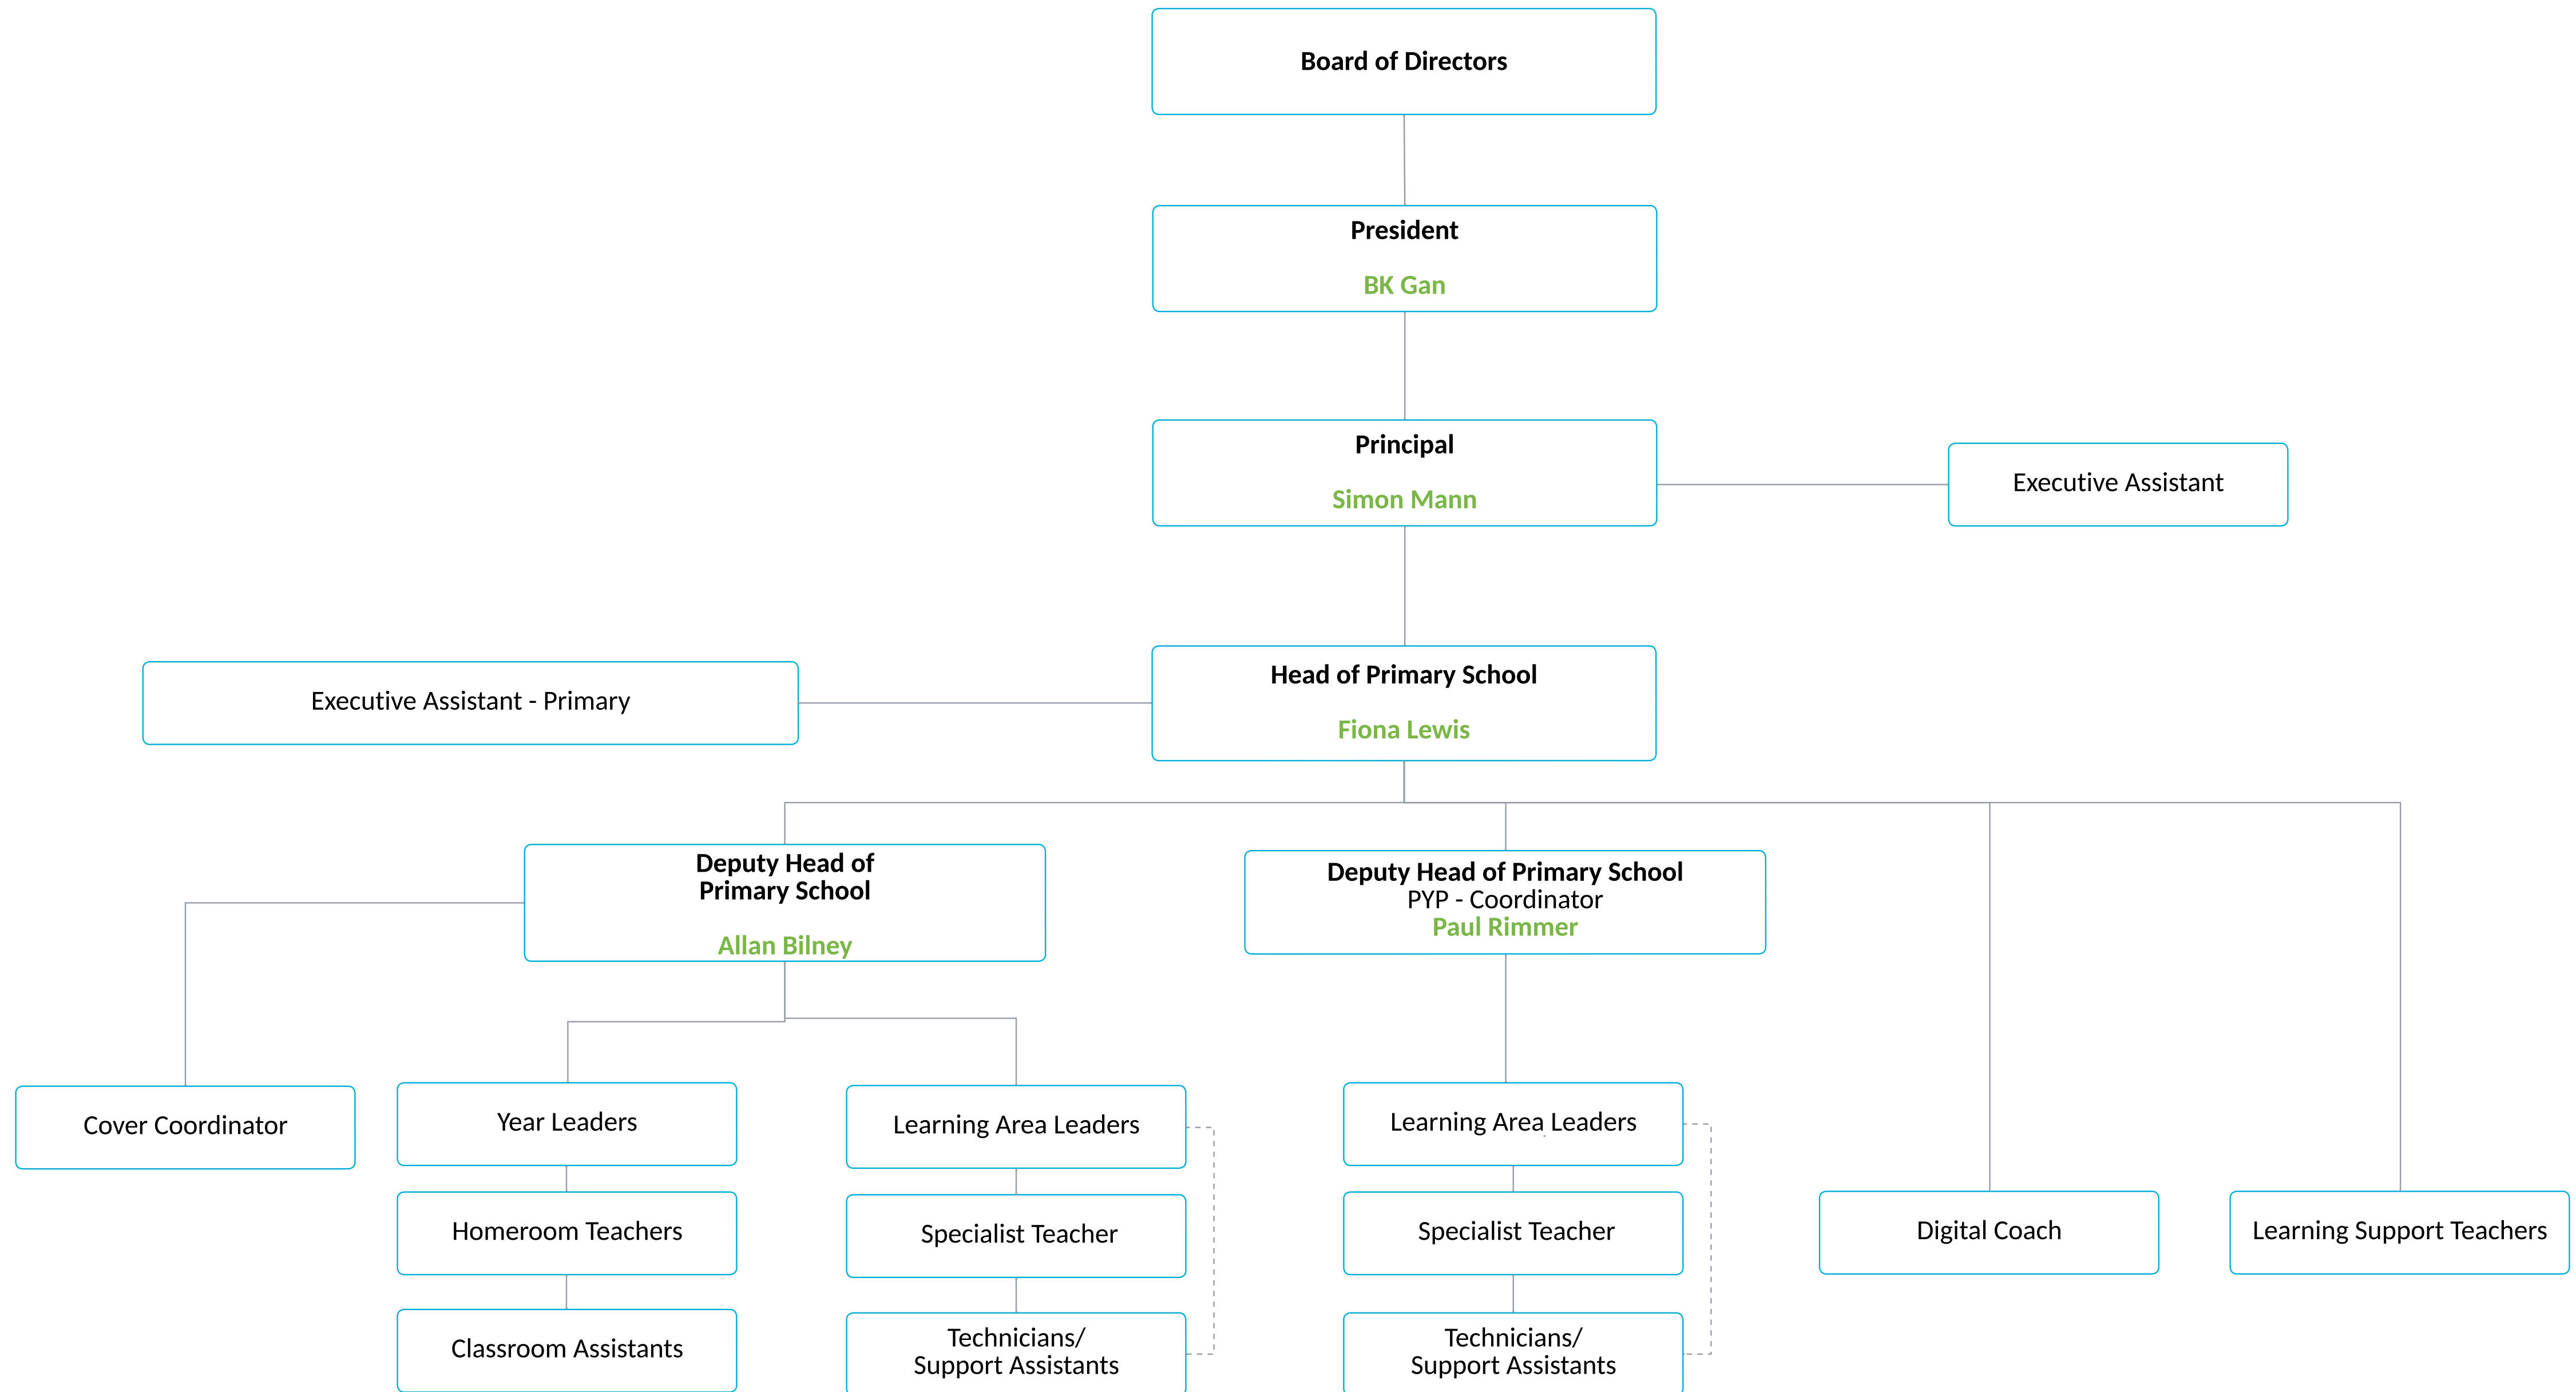 Board of Directors
President
BK Gan
Principal
Simon Mann
Executive Assistant
Executive Assistant - Primary
Head of Primary School
Fiona Lewis
Deputy Head of
Primary School
Allan Bilney
Deputy Head of Primary School
PYP - Coordinator
Paul Rimmer
Cover Coordinator
Year Leaders
Learning Area Leaders
Learning Area Leaders
Homeroom Teachers
Specialist Teacher
Specialist Teacher
Digital Coach
Learning Support Teachers
Classroom Assistants
Technicians/
Support Assistants
Technicians/
Support Assistants